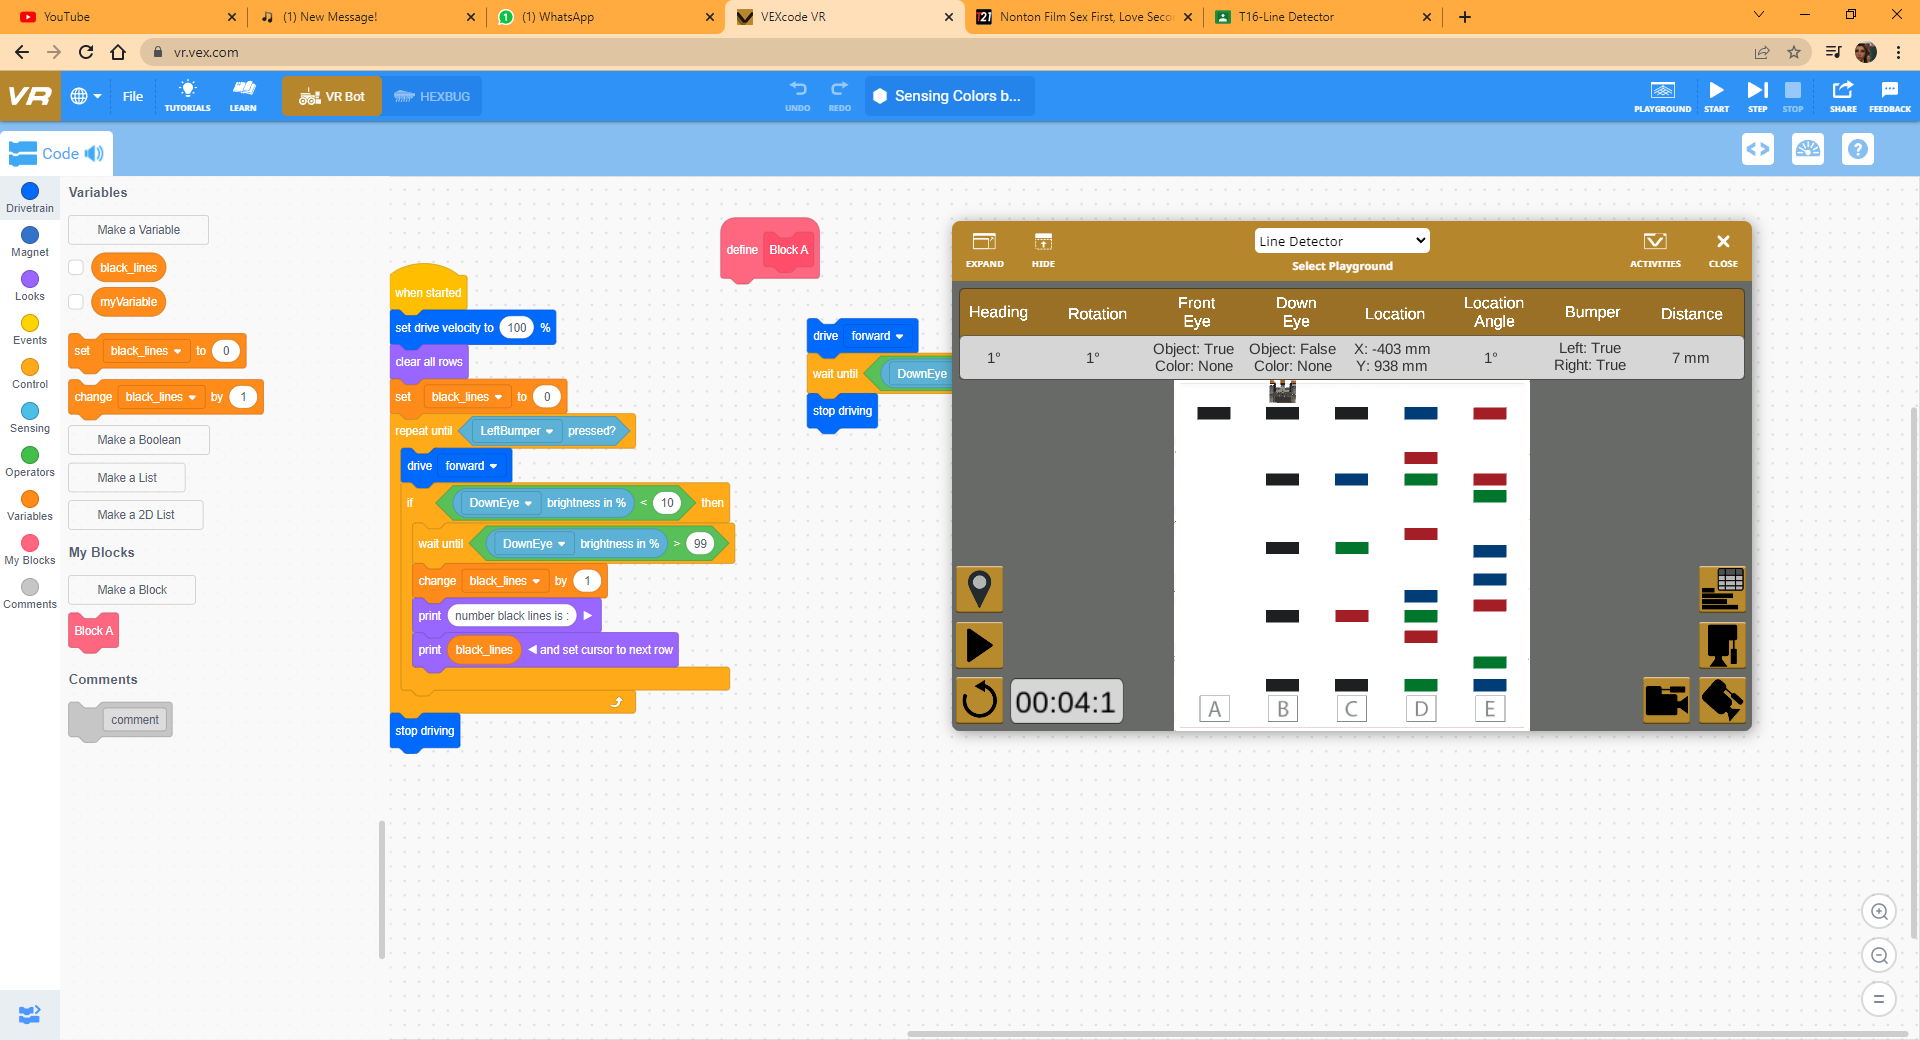 YouTube
(1) New Message!
(1) WhatsApp
VEXcode VR
Nonton Film Sex First, Love Seco
T16-Line Detector
vr.vex.com
VR
File
TUTORIALS
LEARN
VR Bot
HEXBUG
UNDO
REDO
Sensing Colors b...
PLAYGROUND
START
STEP
STOP
SHARE
FEEDBACK
Code
Drivetrain
Magnet
Looks
Events
Control
Sensing
Operators
Variables
My Blocks
Comments
Variables
Make a Variable
black_lines
myVariable
set black_lines to 0
change black_lines by 1
Make a Boolean
Make a List
Make a 2D List
My Blocks
Make a Block
Block A
Comments
comment
when started
set drive velocity to 100 %
clear all rows
set black_lines to 0
repeat until LeftBumper pressed?
drive forward
if DownEye brightness in % < 10 then
wait until DownEye brightness in % > 99
change black_lines by 1
print number black lines is :
print black_lines and set cursor to next row
stop driving
define Block A
drive forward
wait until DownEye
stop driving
EXPAND
HIDE
Line Detector
Select Playground
ACTIVITIES
CLOSE
Heading Rotation Front Eye Down Eye Location Location Angle Bumper Distance
1° 1° Object: True Object: False X: -403 mm 1° Left: True 7 mm
Color: None Color: None Y: 938 mm Right: True
A B C D E
00:04:1